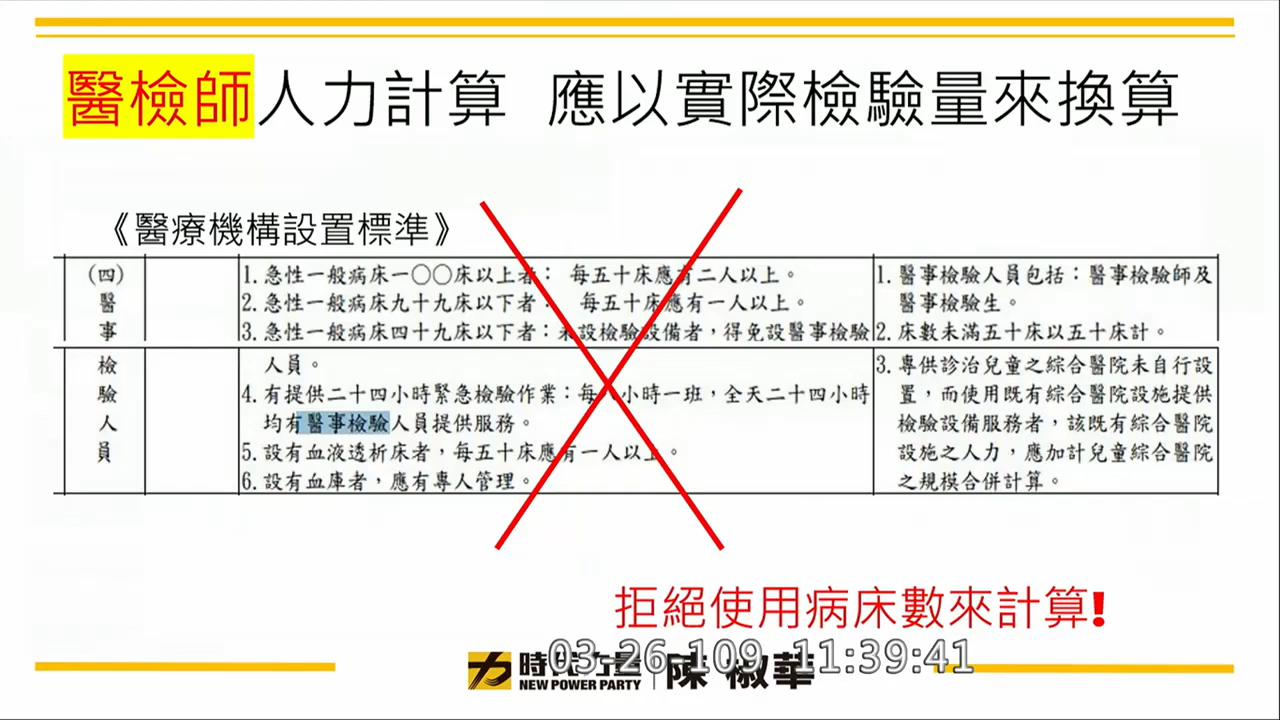 醫檢師人力計算 應以實際檢驗量來換算
《醫療機構設置標準》
(四)
醫
事
1.急性一般病床一〇〇床以上者: 每五十床應有二人以上。
2.急性一般病床九十九床以下者: 每五十床應有一人以上。
3.急性一般病床四十九床以下者:未設檢驗設備者,得免設醫事檢驗
1.醫事檢驗人員包括:醫事檢驗師及
醫事檢驗生。
2.床數未滿五十床以五十床計。
檢
驗
人
員
人員。
4.有提供二十四小時緊急檢驗作業:每八小時一班,全天二十四小時
均有醫事檢驗人員提供服務。
5.設有血液透析床者,每五十床應有一人以上。
6.設有血庫者,應有專人管理。
3.專供診治兒童之綜合醫院未自行設
置,而使用既有綜合醫院設施提供
檢驗設備服務者,該既有綜合醫院
設施之人力,應加計兒童綜合醫院
之規模合併計算。
拒絕使用病床數來計算!
時代力量
NEW POWER PARTY
陳 椒華
03-26-109 11:39:41